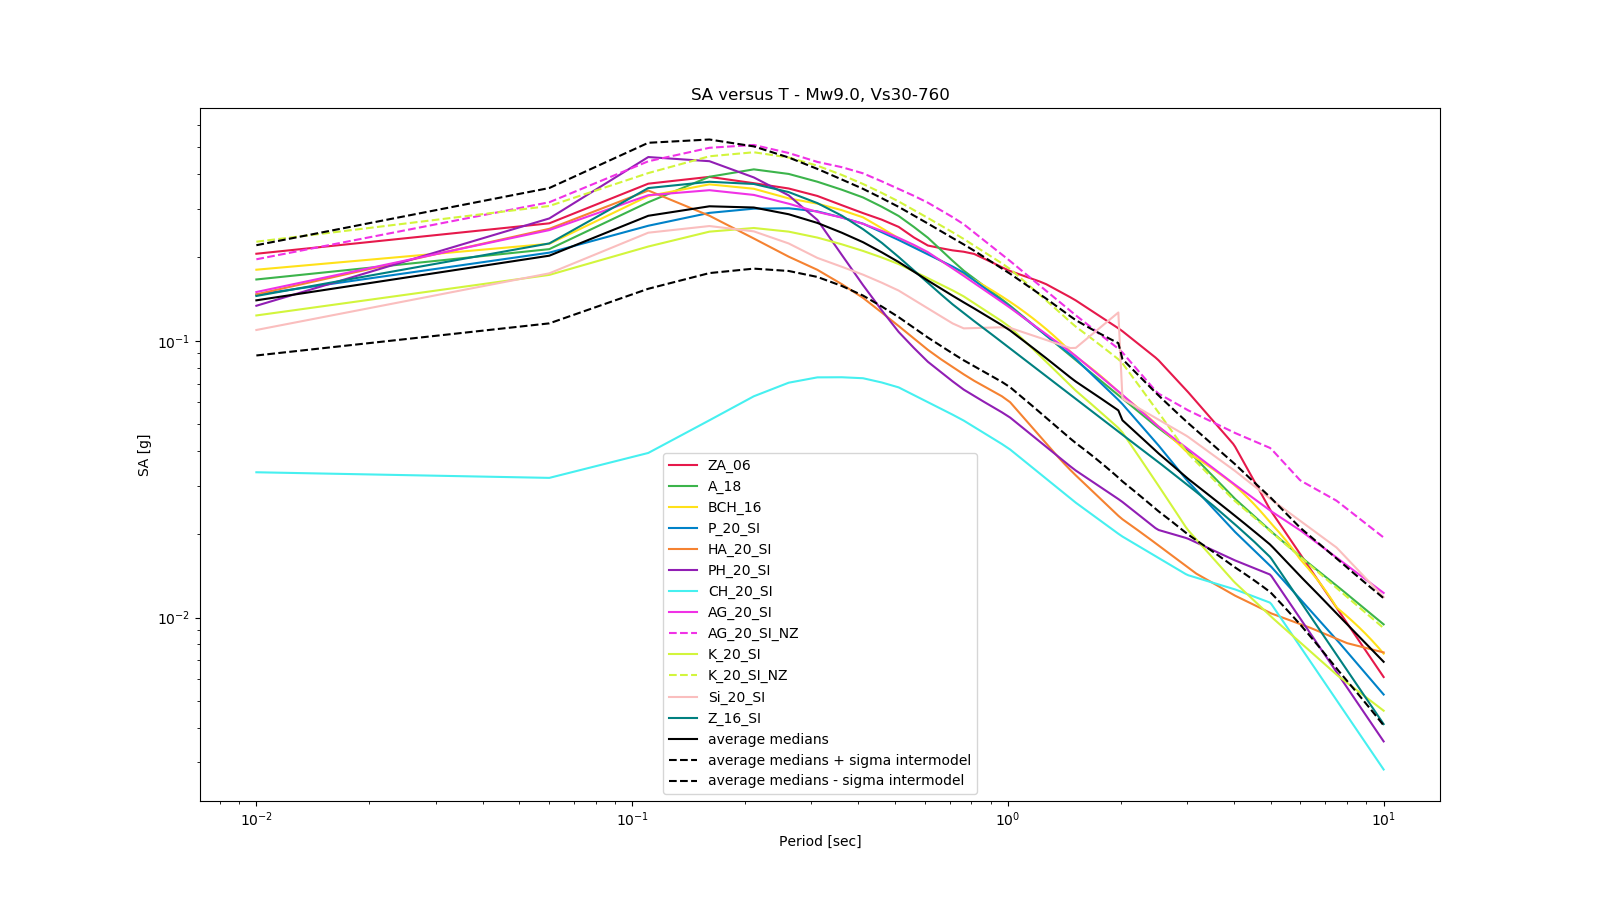 SA versus T - Mw9.0, Vs30-760
SA [g]
10⁻¹
10⁻²
ZA_06
A_18
BCH_16
P_20_SI
HA_20_SI
PH_20_SI
CH_20_SI
AG_20_SI
AG_20_SI_NZ
K_20_SI
K_20_SI_NZ
Si_20_SI
Z_16_SI
average medians
average medians + sigma intermodel
average medians - sigma intermodel
10⁻² 10⁻¹ 10⁰ 10¹
Period [sec]